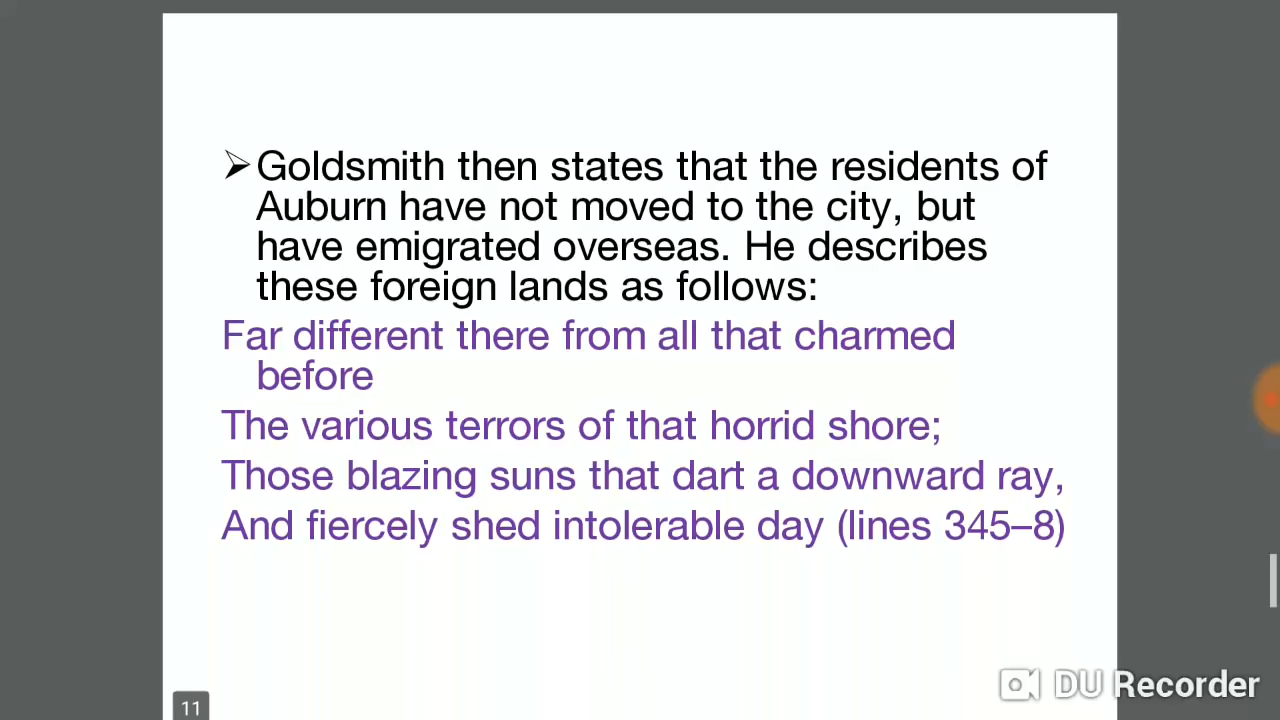 ➢Goldsmith then states that the residents of
Auburn have not moved to the city, but
have emigrated overseas. He describes
these foreign lands as follows:
Far different there from all that charmed
before
The various terrors of that horrid shore;
Those blazing suns that dart a downward ray,
And fiercely shed intolerable day (lines 345–8)
11
DU Recorder